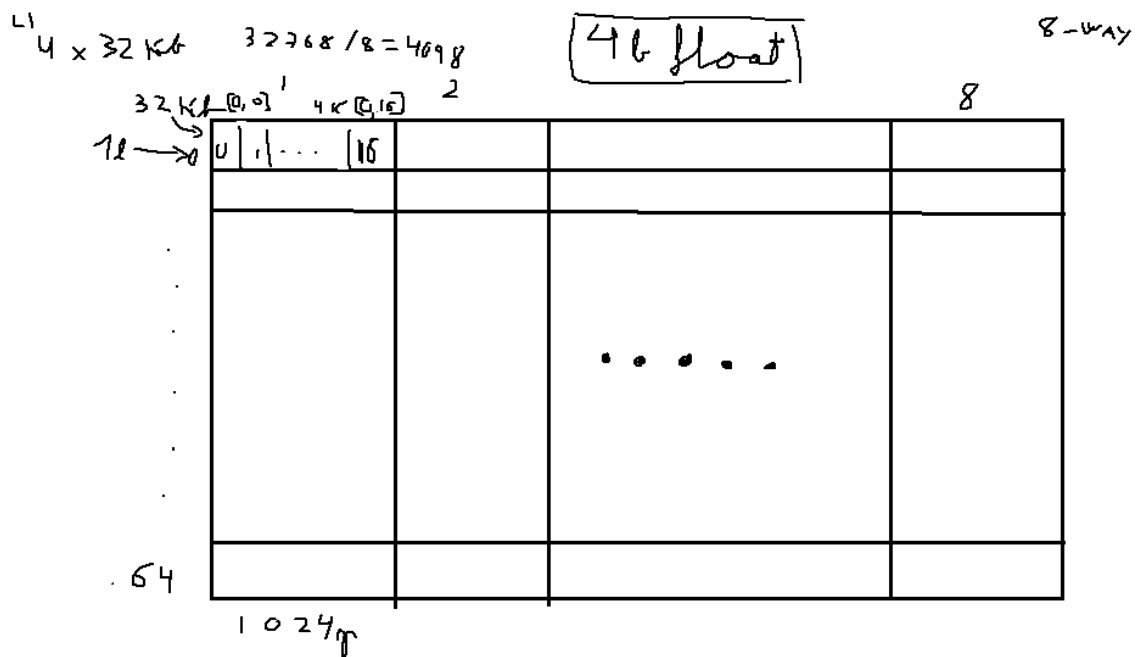 L1
4 x 32 Kb 32768/8=4098 4b float 8-WAY
32 Kb [0,0] 1 4K [0,16] 2 8
1l 0 0 1 ... 16
64
1024